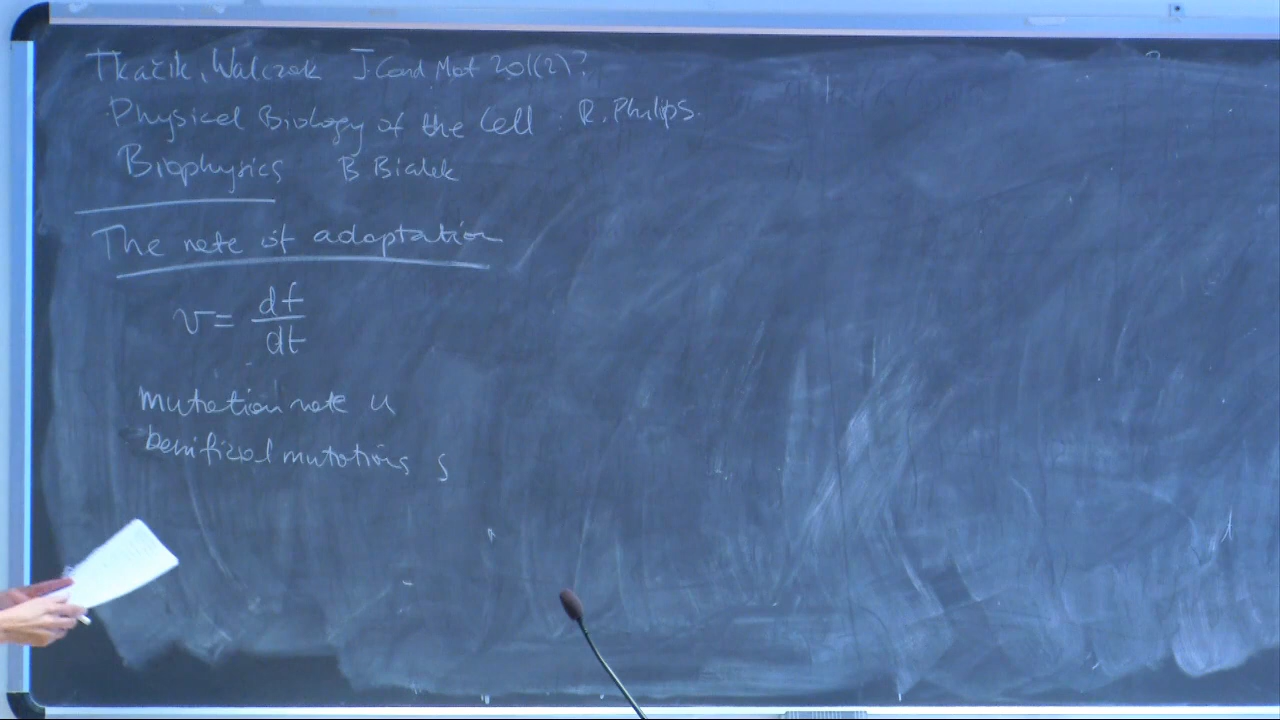 Tkačik, Walczak J Cond Mat 201(2)?
Physical Biology of the Cell. R. Philips.
Biophysics B Bialek
The rate of adaptation
v = df/dt
mutation rate u
benifizal mutations s